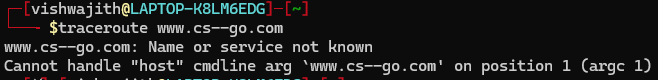 ┌─[vishwajith@LAPTOP-K8LM6EDG]-[~]
└──╼ $traceroute www.cs--go.com
www.cs--go.com: Name or service not known
Cannot handle "host" cmdline arg `www.cs--go.com' on position 1 (argc 1)